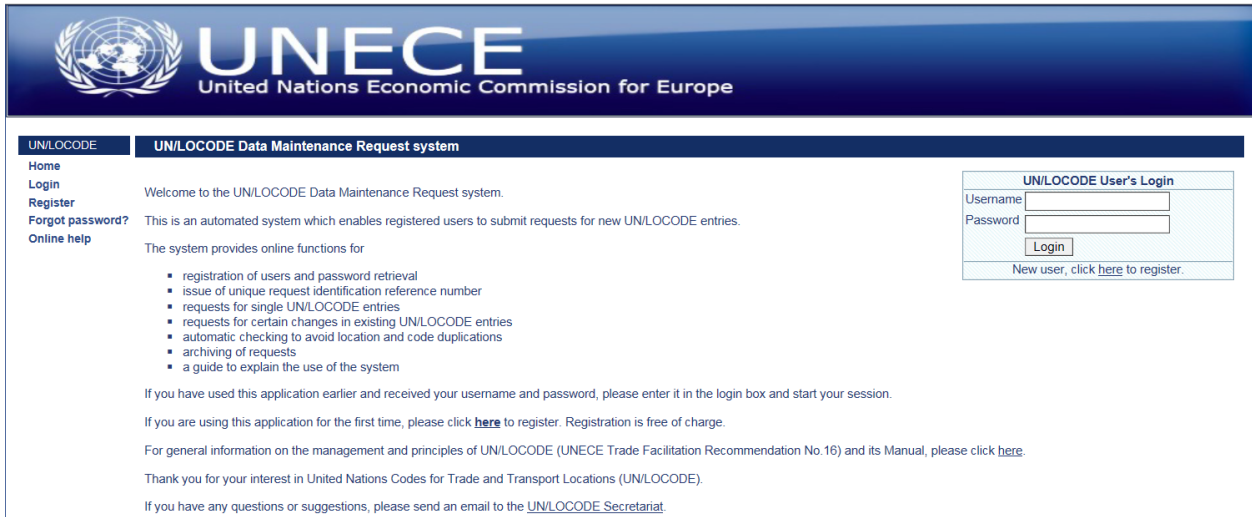 UNECE
United Nations Economic Commission for Europe
UN/LOCODE
Home
Login
Register
Forgot password?
Online help
UN/LOCODE Data Maintenance Request system
Welcome to the UN/LOCODE Data Maintenance Request system.
This is an automated system which enables registered users to submit requests for new UN/LOCODE entries.
The system provides online functions for
▪ registration of users and password retrieval
▪ issue of unique request identification reference number
▪ requests for single UN/LOCODE entries
▪ requests for certain changes in existing UN/LOCODE entries
▪ automatic checking to avoid location and code duplications
▪ archiving of requests
▪ a guide to explain the use of the system
If you have used this application earlier and received your username and password, please enter it in the login box and start your session.
If you are using this application for the first time, please click here to register. Registration is free of charge.
For general information on the management and principles of UN/LOCODE (UNECE Trade Facilitation Recommendation No.16) and its Manual, please click here.
Thank you for your interest in United Nations Codes for Trade and Transport Locations (UN/LOCODE).
If you have any questions or suggestions, please send an email to the UN/LOCODE Secretariat.
UN/LOCODE User's Login
Username
Password
Login
New user, click here to register.